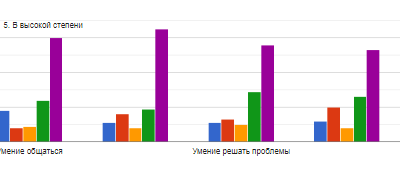 5. В высокой степени
Умение общаться
Умение решать проблемы